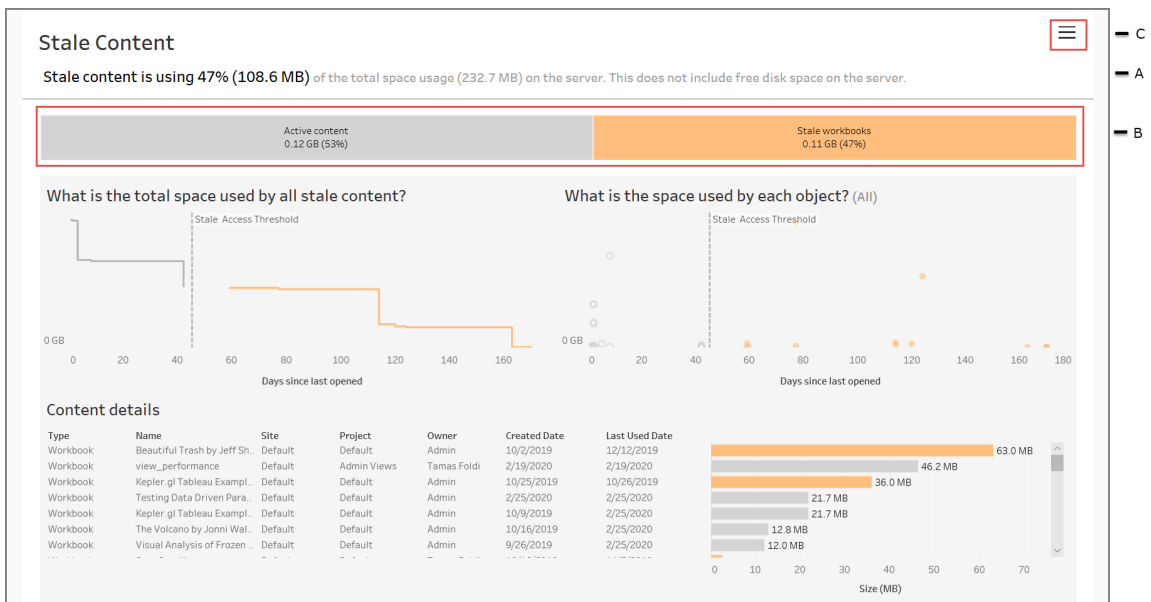 Stale Content
C
Stale content is using 47% (108.6 MB) of the total space usage (232.7 MB) on the server. This does not include free disk space on the server.
A
Active content
0.12 GB (53%)
Stale workbooks
0.11 GB (47%)
B
What is the total space used by all stale content?
Stale Access Threshold
0 GB
0 20 40 60 80 100 120 140 160
Days since last opened
What is the space used by each object? (All)
Stale Access Threshold
0 GB
0 20 40 60 80 100 120 140 160 180
Days since last opened
Content details
Type Name Site Project Owner Created Date Last Used Date
Workbook Beautiful Trash by Jeff Sh.. Default Default Admin 10/2/2019 12/12/2019 63.0 MB
Workbook view_performance Default Admin Views Tamas Foldi 2/19/2020 2/19/2020 46.2 MB
Workbook Kepler.gl Tableau Exampl.. Default Default Admin 10/25/2019 10/26/2019 36.0 MB
Workbook Testing Data Driven Para.. Default Default Admin 2/25/2020 2/25/2020 21.7 MB
Workbook Kepler.gl Tableau Exampl.. Default Default Admin 10/9/2019 2/25/2020 21.7 MB
Workbook The Volcano by Jonni Wal.. Default Default Admin 10/16/2019 2/25/2020 12.8 MB
Workbook Visual Analysis of Frozen .. Default Default Admin 9/26/2019 2/25/2020 12.0 MB
0 10 20 30 40 50 60 70
Size (MB)